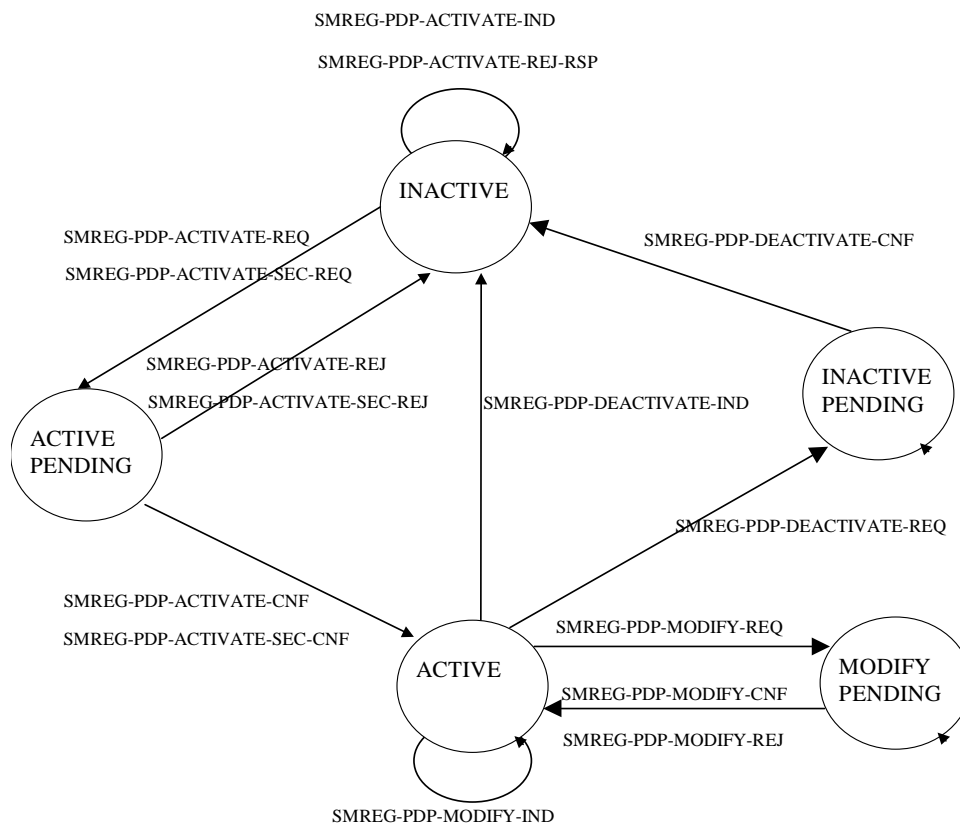 SMREG-PDP-ACTIVATE-IND
SMREG-PDP-ACTIVATE-REJ-RSP
INACTIVE
SMREG-PDP-ACTIVATE-REQ
SMREG-PDP-DEACTIVATE-CNF
SMREG-PDP-ACTIVATE-SEC-REQ
SMREG-PDP-ACTIVATE-REJ
SMREG-PDP-ACTIVATE-SEC-REJ
SMREG-PDP-DEACTIVATE-IND
INACTIVE
PENDING
ACTIVE
PENDING
SMREG-PDP-DEACTIVATE-REQ
SMREG-PDP-ACTIVATE-CNF
SMREG-PDP-ACTIVATE-SEC-CNF
SMREG-PDP-MODIFY-REQ
ACTIVE
MODIFY
PENDING
SMREG-PDP-MODIFY-CNF
SMREG-PDP-MODIFY-REJ
SMREG-PDP-MODIFY-IND